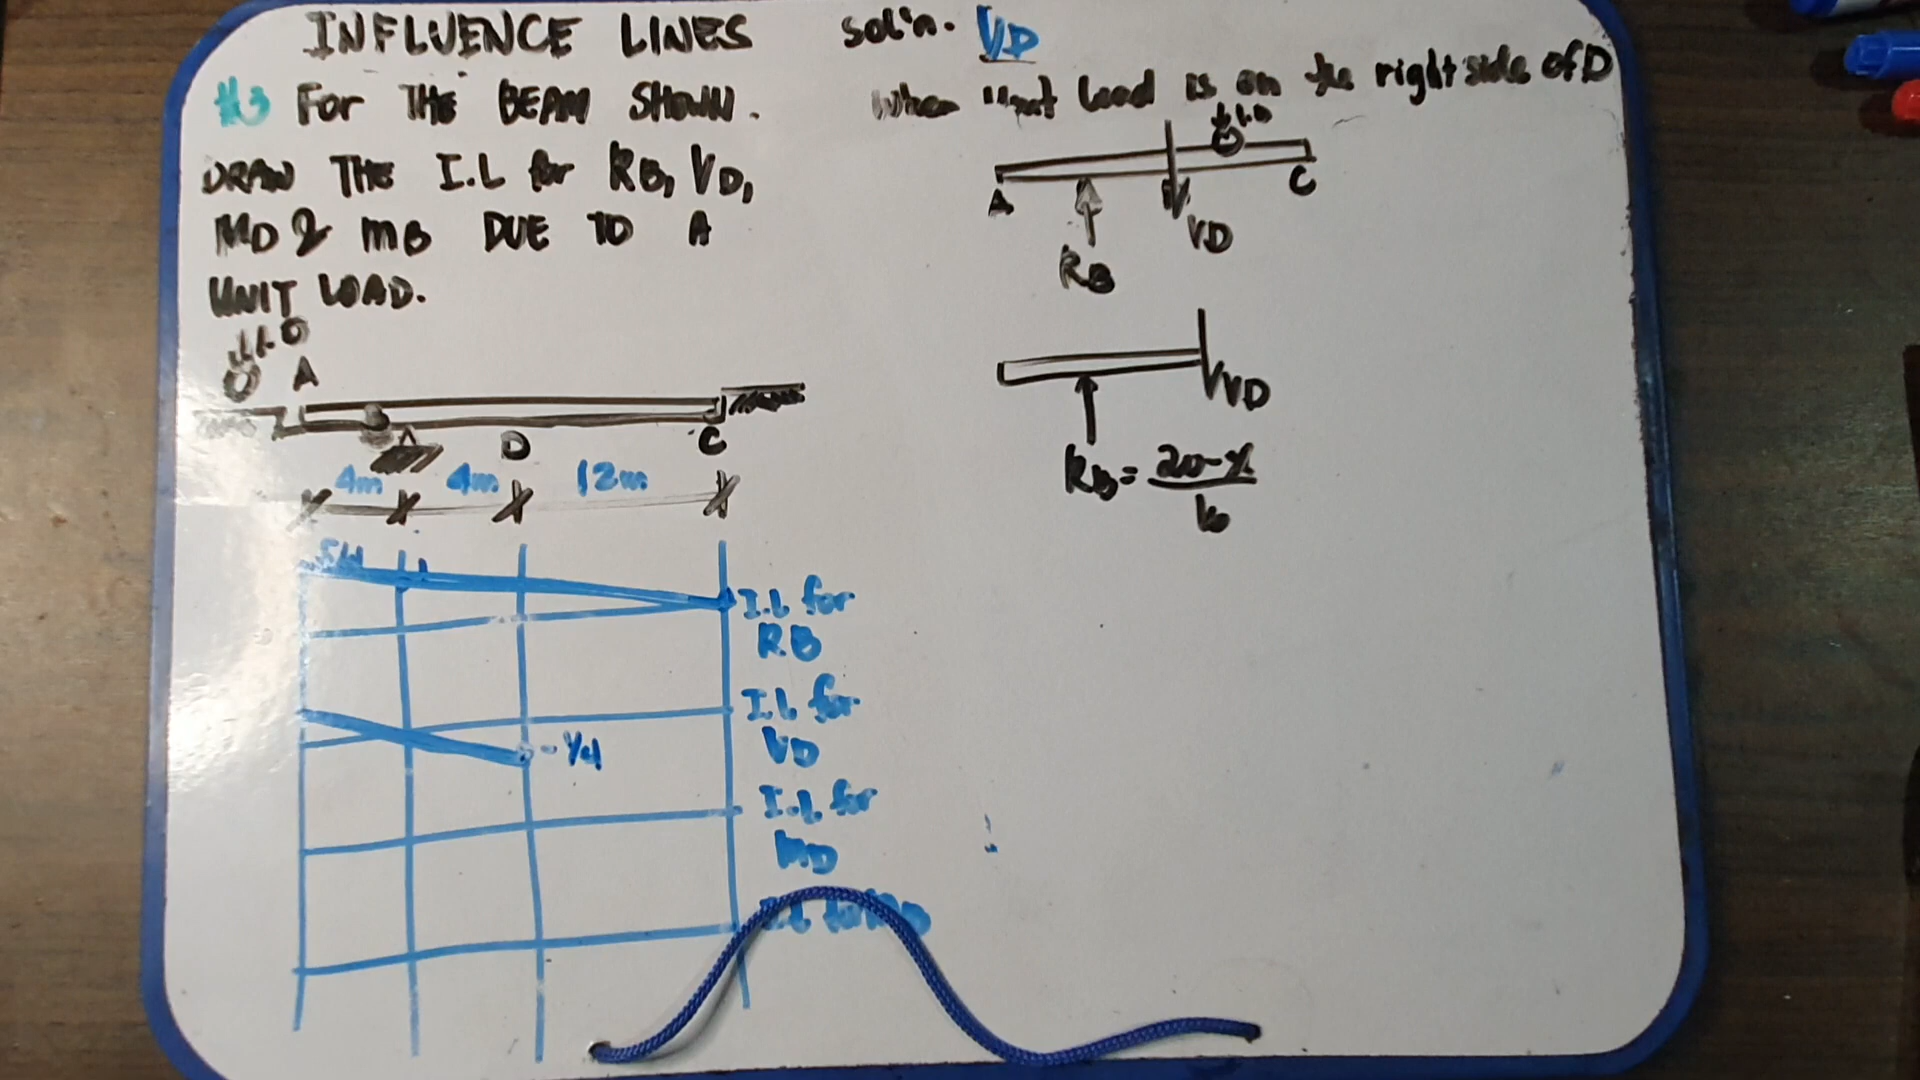 INFLUENCE LINES
#3 FOR THE BEAM SHOWN.
DRAW THE I.L for RB, VD,
MD & MB DUE TO A
UNIT LOAD.
1.0
A
D
C
4m 4m 12m
5/4
1
I.L for
RB
I.L for
VD
-1/4
I.L for
MD
sol'n. VD
When unit load is on the right side of D
1.0
A
C
RB
VD
VD
RB = 20-x
16